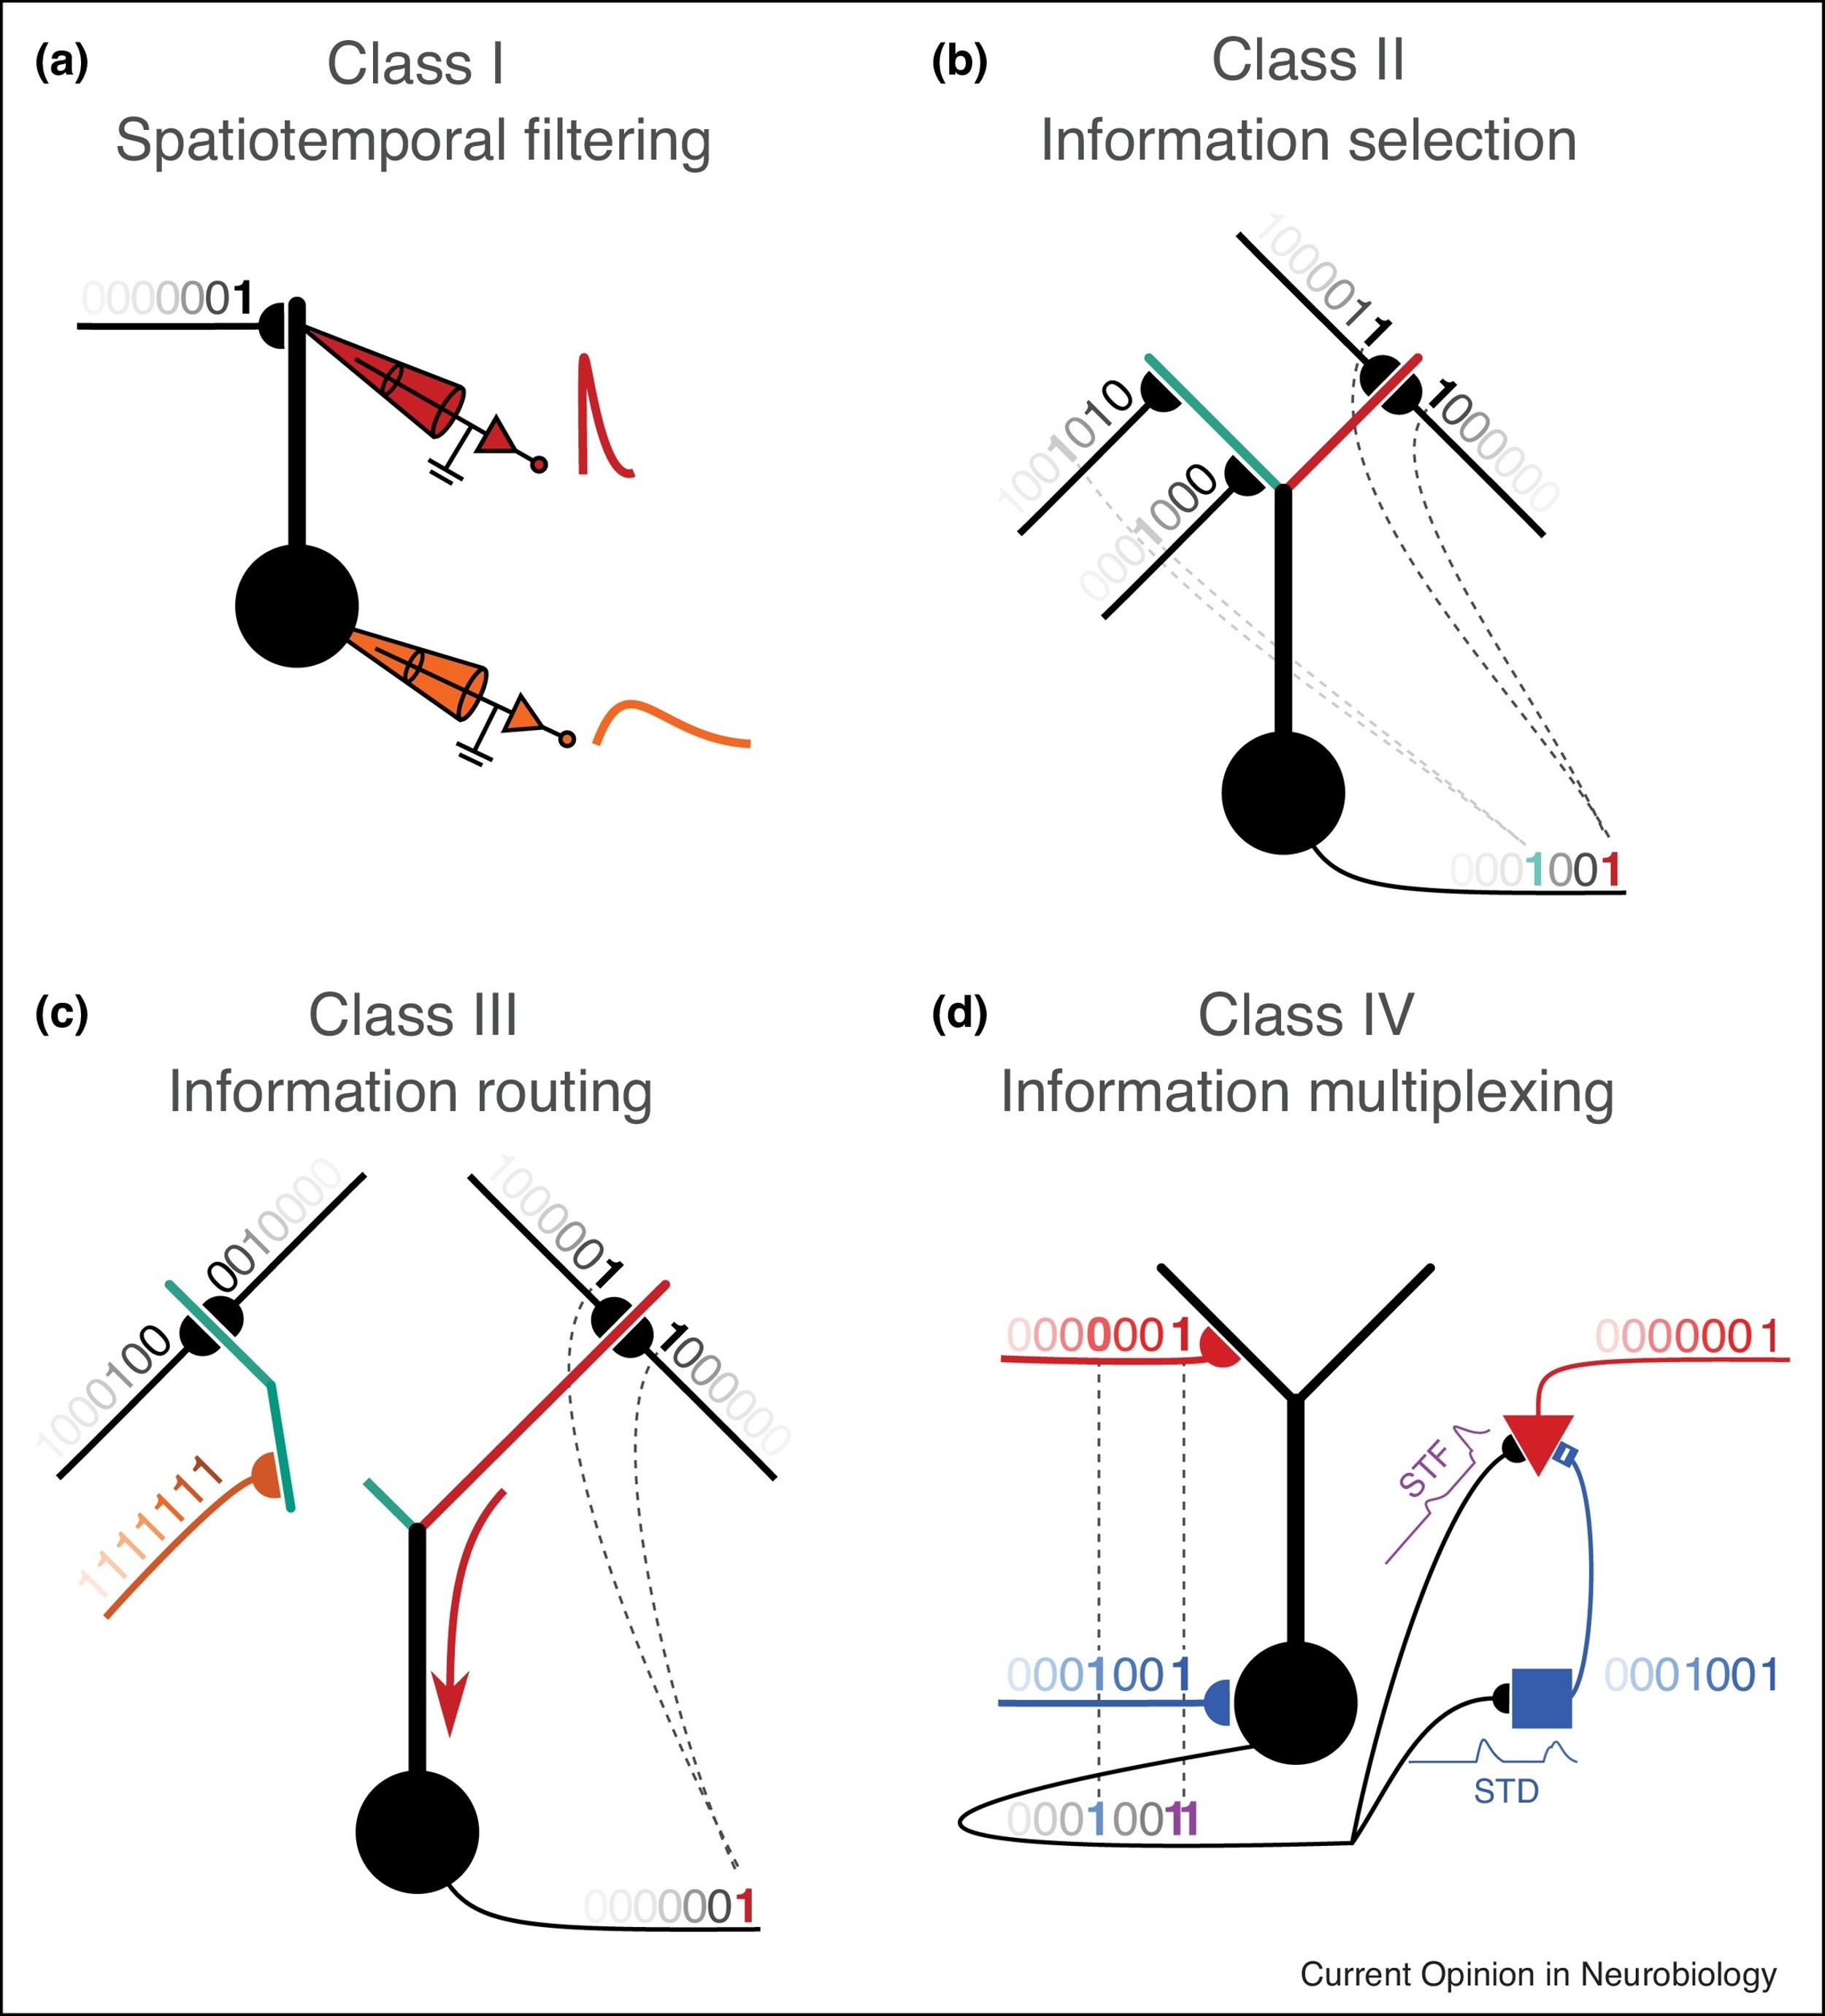 (a)
Class I
Spatiotemporal filtering
0000001
(b)
Class II
Information selection
1000011
1001010
1000000
0001000
0001001
(c)
Class III
Information routing
0010000
1000001
1000100
1000000
1111111
0000001
(d)
Class IV
Information multiplexing
0000001
0000001
STF
0001001
0001001
STD
00010011
Current Opinion in Neurobiology